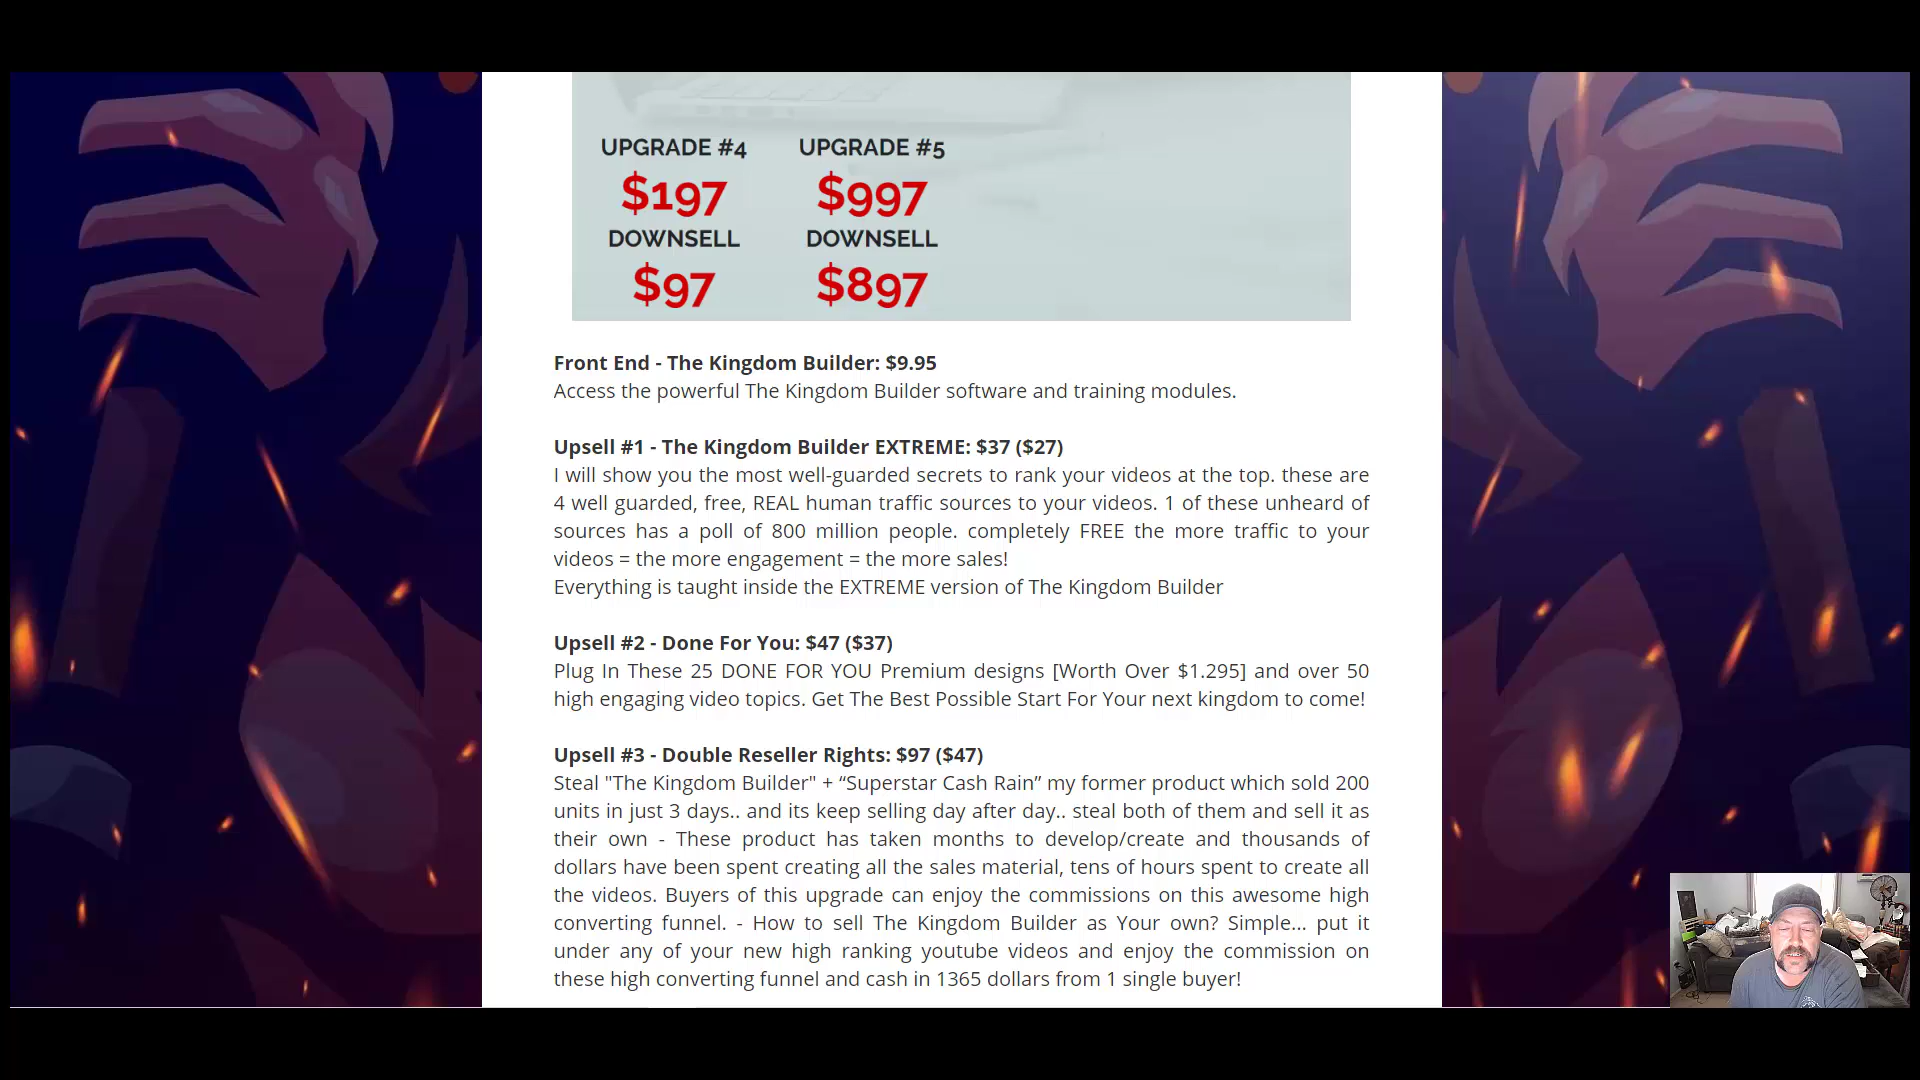 UPGRADE #4 UPGRADE #5
$197 $997
DOWNSELL DOWNSELL
$97 $897
Front End - The Kingdom Builder: $9.95
Access the powerful The Kingdom Builder software and training modules.
Upsell #1 - The Kingdom Builder EXTREME: $37 ($27)
I will show you the most well-guarded secrets to rank your videos at the top. these are
4 well guarded, free, REAL human traffic sources to your videos. 1 of these unheard of
sources has a poll of 800 million people. completely FREE the more traffic to your
videos = the more engagement = the more sales!
Everything is taught inside the EXTREME version of The Kingdom Builder
Upsell #2 - Done For You: $47 ($37)
Plug In These 25 DONE FOR YOU Premium designs [Worth Over $1.295] and over 50
high engaging video topics. Get The Best Possible Start For Your next kingdom to come!
Upsell #3 - Double Reseller Rights: $97 ($47)
Steal "The Kingdom Builder" + “Superstar Cash Rain” my former product which sold 200
units in just 3 days.. and its keep selling day after day.. steal both of them and sell it as
their own - These product has taken months to develop/create and thousands of
dollars have been spent creating all the sales material, tens of hours spent to create all
the videos. Buyers of this upgrade can enjoy the commissions on this awesome high
converting funnel. - How to sell The Kingdom Builder as Your own? Simple... put it
under any of your new high ranking youtube videos and enjoy the commission on
these high converting funnel and cash in 1365 dollars from 1 single buyer!